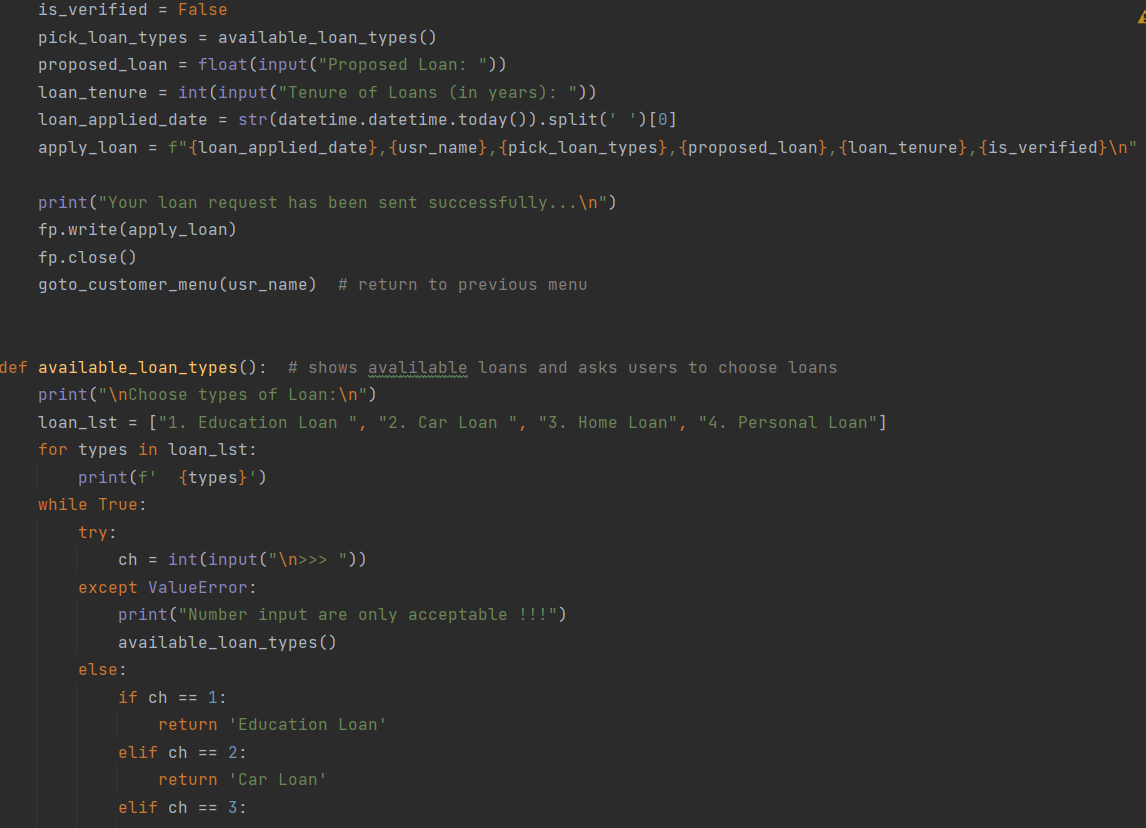 is_verified = False
    pick_loan_types = available_loan_types()
    proposed_loan = float(input("Proposed Loan: "))
    loan_tenure = int(input("Tenure of Loans (in years): "))
    loan_applied_date = str(datetime.datetime.today()).split(' ')[0]
    apply_loan = f"{loan_applied_date},{usr_name},{pick_loan_types},{proposed_loan},{loan_tenure},{is_verified}\n"

    print("Your loan request has been sent successfully...\n")
    fp.write(apply_loan)
    fp.close()
    goto_customer_menu(usr_name)  # return to previous menu


def available_loan_types():  # shows avalilable loans and asks users to choose loans
    print("\nChoose types of Loan:\n")
    loan_lst = ["1. Education Loan ", "2. Car Loan ", "3. Home Loan", "4. Personal Loan"]
    for types in loan_lst:
        print(f'  {types}')
    while True:
        try:
            ch = int(input("\n>>> "))
        except ValueError:
            print("Number input are only acceptable !!!")
            available_loan_types()
        else:
            if ch == 1:
                return 'Education Loan'
            elif ch == 2:
                return 'Car Loan'
            elif ch == 3: